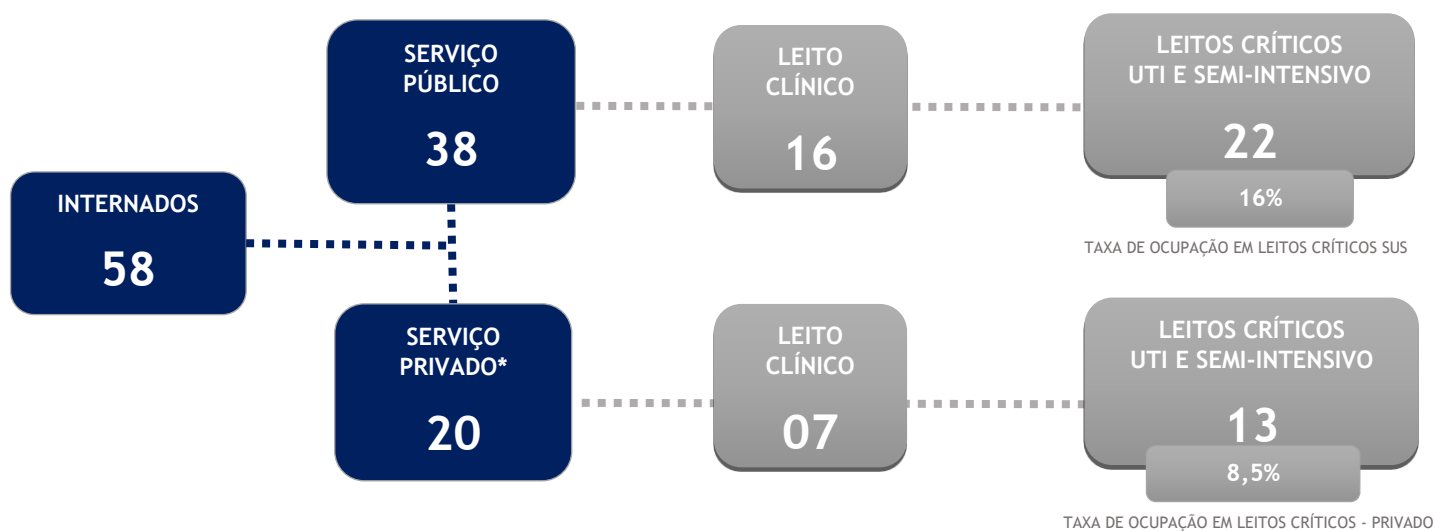 INTERNADOS
58
SERVIÇO
PÚBLICO
38
LEITO
CLÍNICO
16
LEITOS CRÍTICOS
UTI E SEMI-INTENSIVO
22
16%
TAXA DE OCUPAÇÃO EM LEITOS CRÍTICOS SUS
SERVIÇO
PRIVADO*
20
LEITO
CLÍNICO
07
LEITOS CRÍTICOS
UTI E SEMI-INTENSIVO
13
8,5%
TAXA DE OCUPAÇÃO EM LEITOS CRÍTICOS - PRIVADO